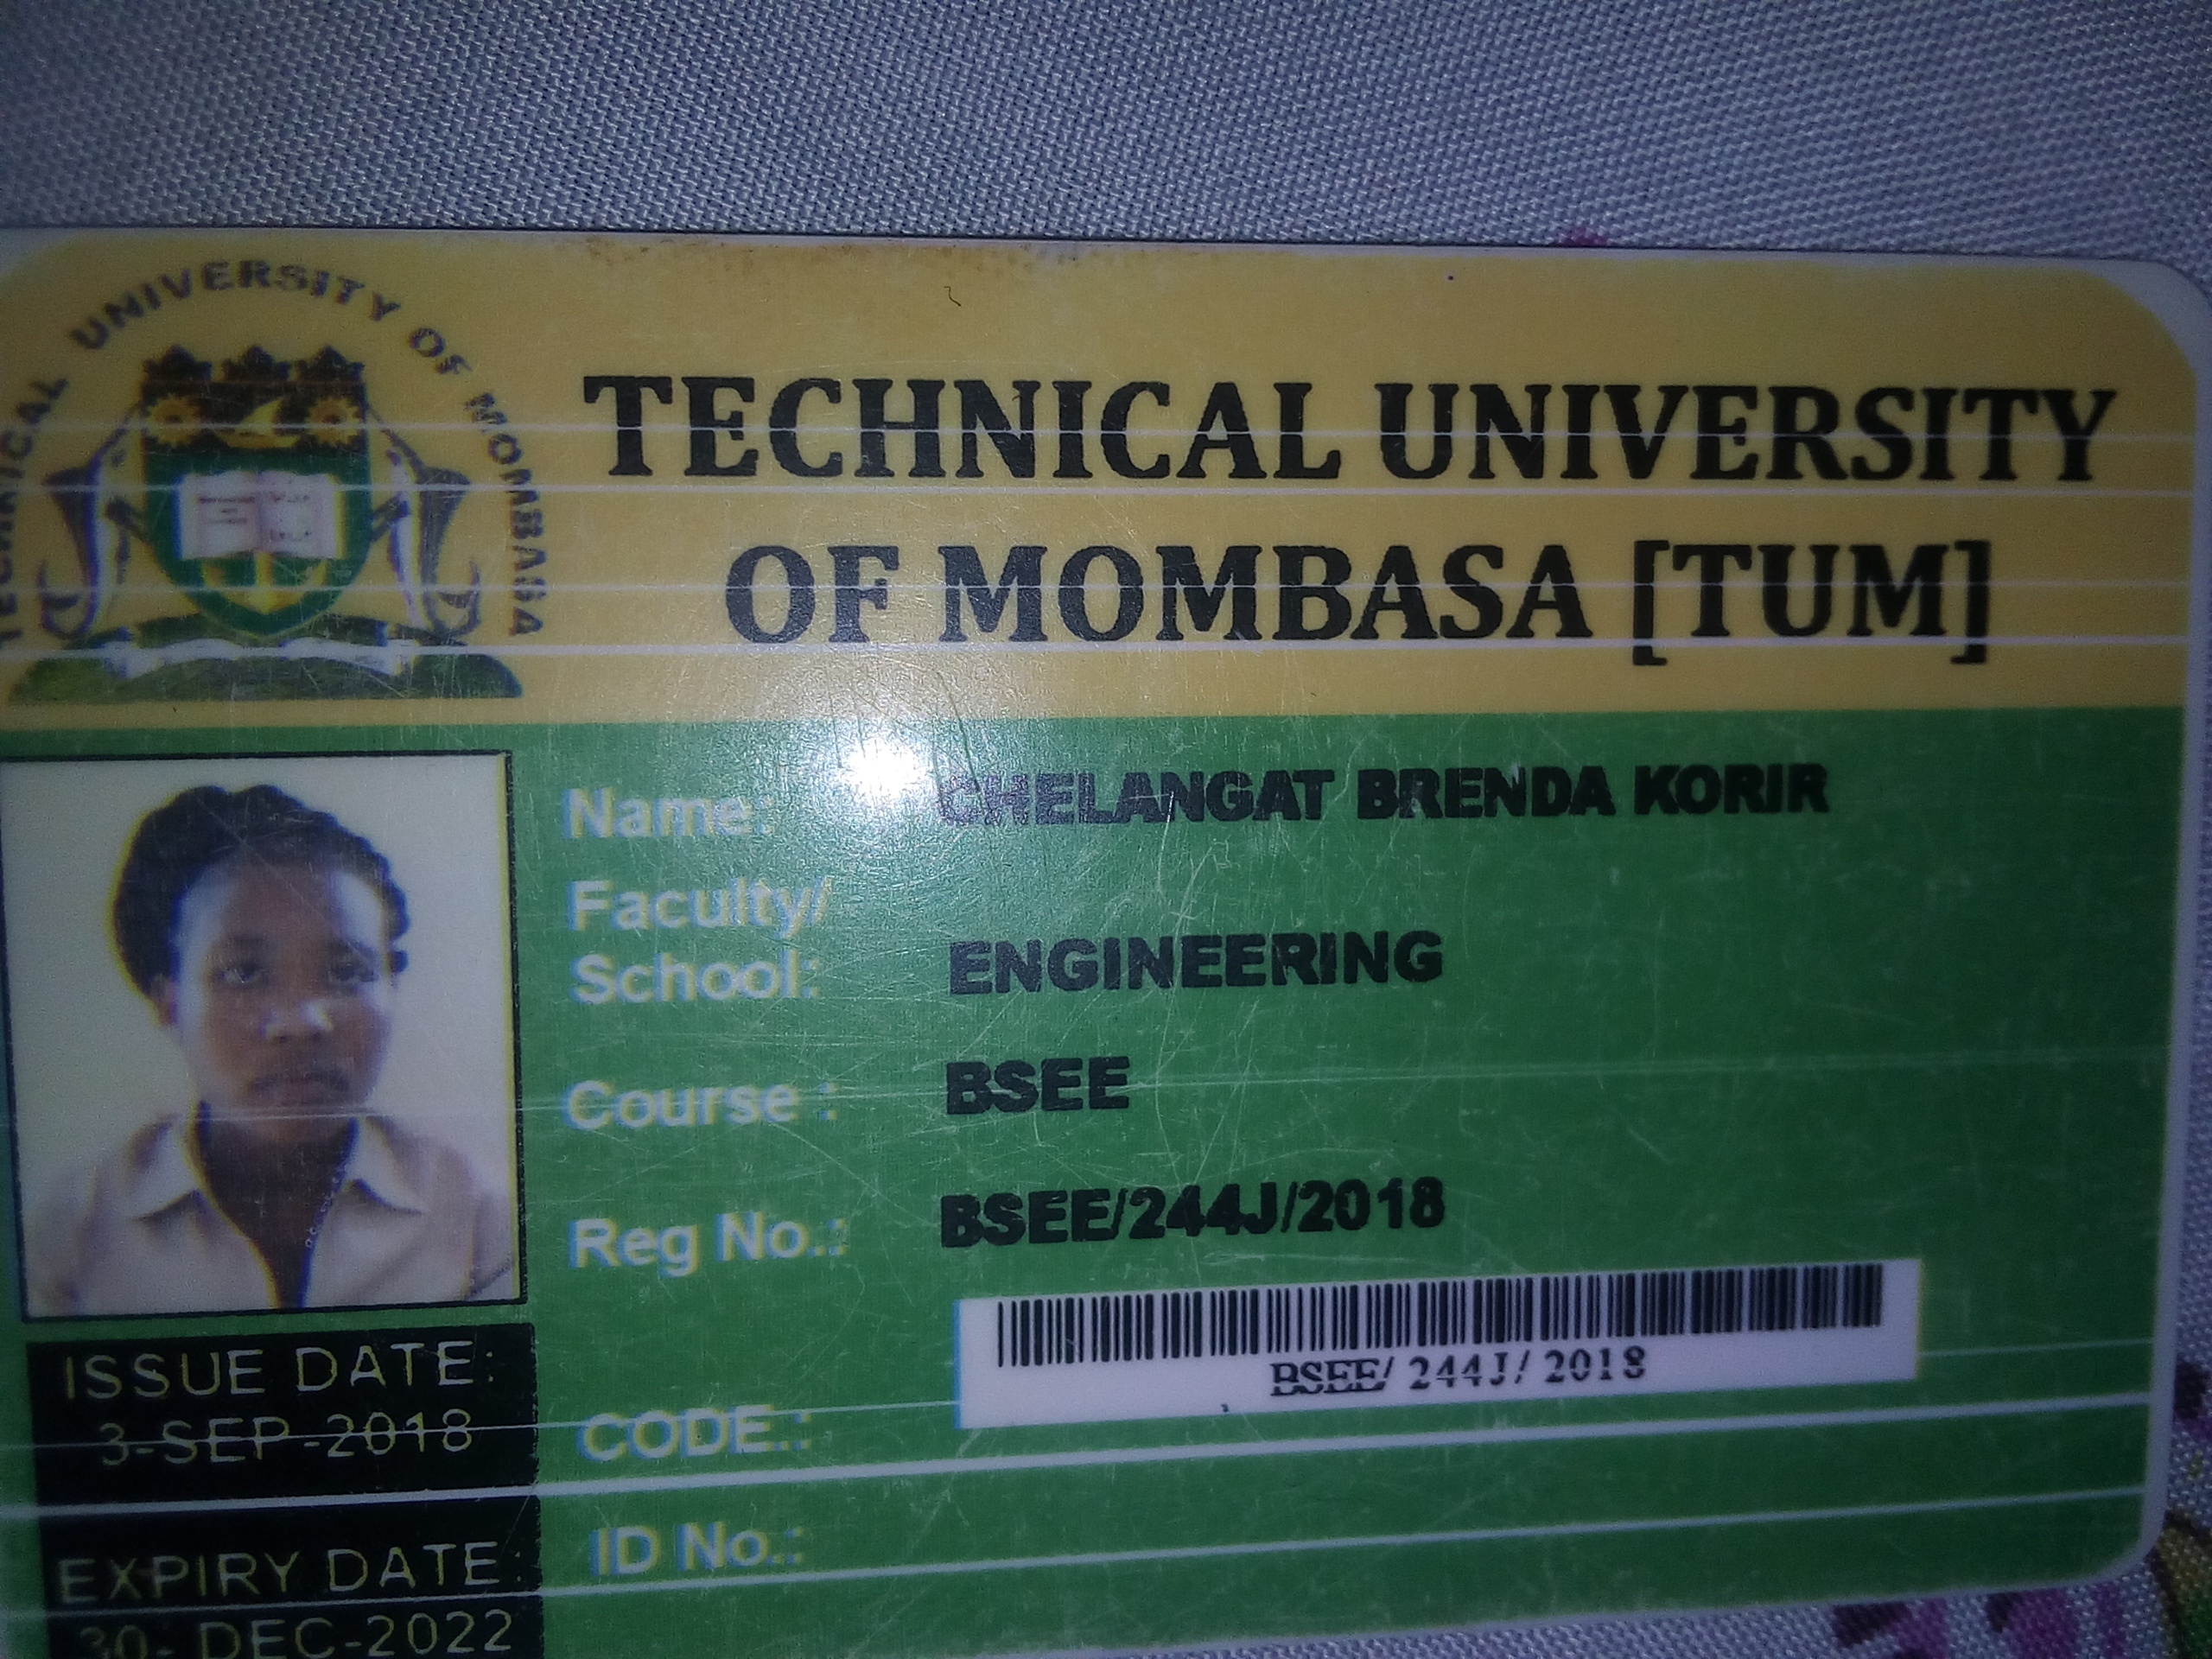 TECHNICAL UNIVERSITY OF MOMBASA
TECHNICAL UNIVERSITY
OF MOMBASA [TUM]
Name: CHELANGAT BRENDA KORIR
Faculty/
School: ENGINEERING
Course : BSEE
Reg No.: BSEE/244J/2018
BSEE/ 244J/ 2018
CODE.:
ID No.:
ISSUE DATE:
3-SEP-2018
EXPIRY DATE:
30- DEC-2022